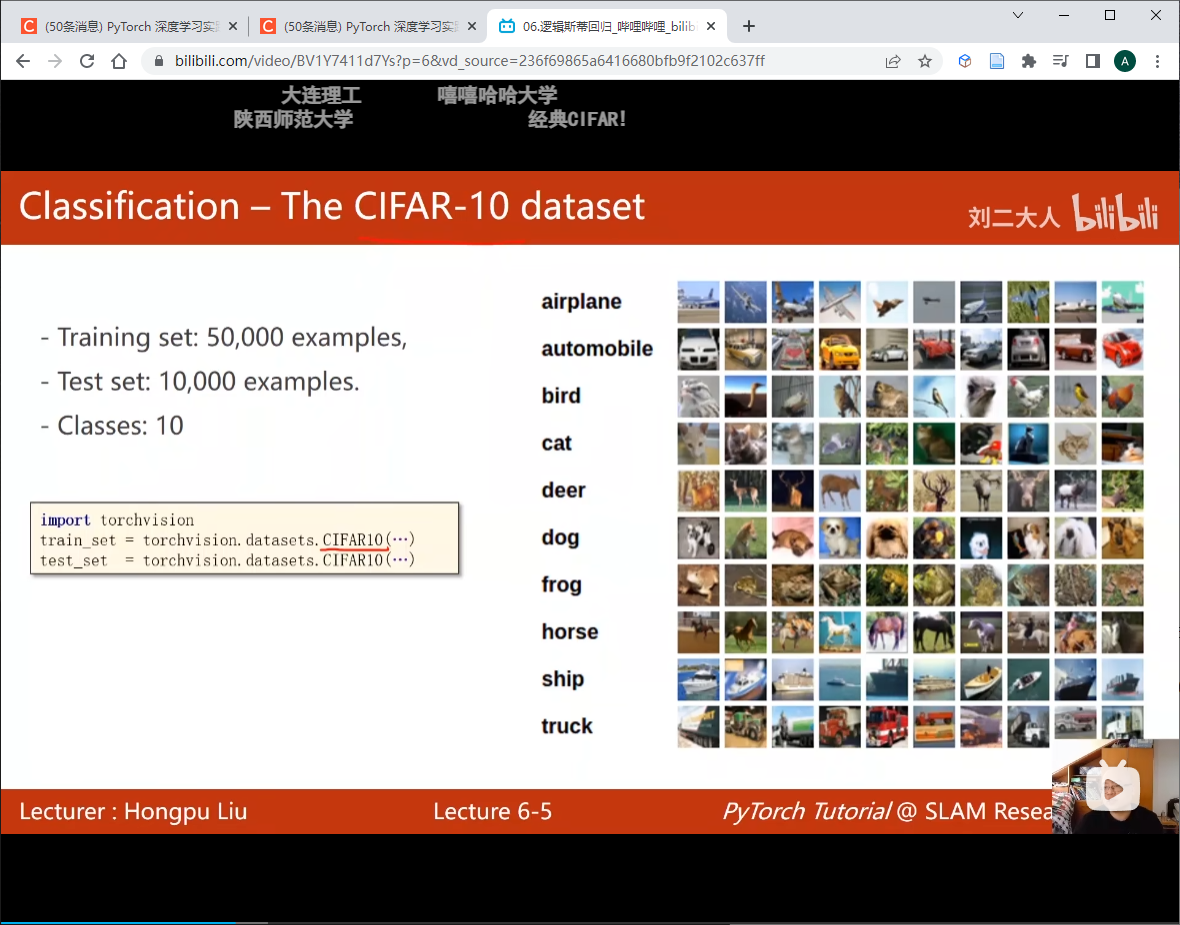 (50条消息) PyTorch 深度学习实
(50条消息) PyTorch 深度学习实
06.逻辑斯蒂回归_哔哩哔哩_bilib
bilibili.com/video/BV1Y7411d7Ys?p=6&vd_source=236f69865a6416680bfb9f2102c637ff
A
大连理工
嘻嘻哈哈大学
陕西师范大学
经典CIFAR!
Classification – The CIFAR-10 dataset
刘二大人 bilibili
- Training set: 50,000 examples,
- Test set: 10,000 examples.
- Classes: 10
import torchvision
train_set = torchvision.datasets.CIFAR10(…)
test_set = torchvision.datasets.CIFAR10(…)
airplane
automobile
bird
cat
deer
dog
frog
horse
ship
truck
Lecturer : Hongpu Liu
Lecture 6-5
PyTorch Tutorial @ SLAM Resea